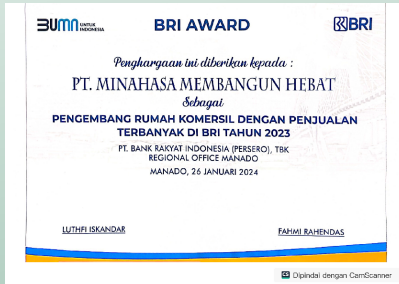 BUMN UNTUK INDONESIA
BRI AWARD
BRI
Penghargaan ini diberikan kepada :
PT. MINAHASA MEMBANGUN HEBAT
Sebagai
PENGEMBANG RUMAH KOMERSIL DENGAN PENJUALAN
TERBANYAK DI BRI TAHUN 2023
PT. BANK RAKYAT INDONESIA (PERSERO), TBK
REGIONAL OFFICE MANADO
MANADO, 26 JANUARI 2024
LUTHFI ISKANDAR
FAHMI RAHENDAS
CS Dipindai dengan CamScanner